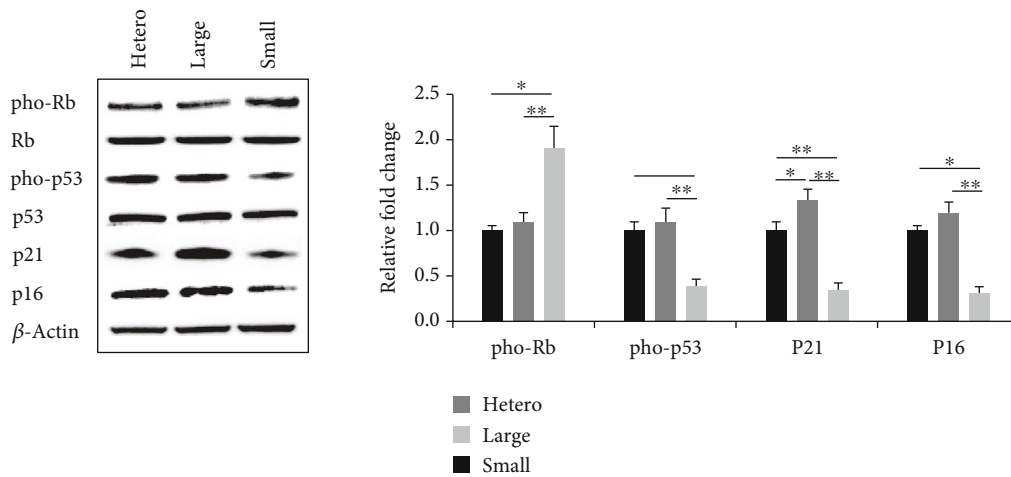 Hetero
Large
Small
pho-Rb
Rb
pho-p53
p53
p21
p16
β-Actin
Relative fold change
2.5
2.0
1.5
1.0
0.5
0.0
* ** ** ** * ** * **
pho-Rb pho-p53 P21 P16
Hetero
Large
Small